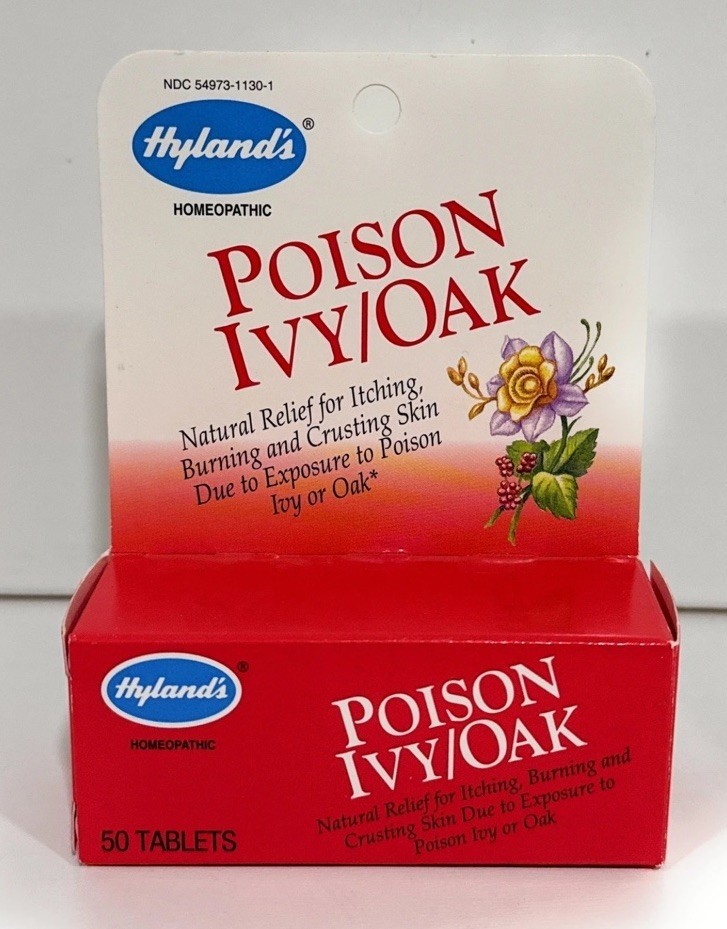 NDC 54973-1130-1
Hyland's®
HOMEOPATHIC
POISON
IVY/OAK
Natural Relief for Itching,
Burning and Crusting Skin
Due to Exposure to Poison
Ivy or Oak*
Hyland's®
HOMEOPATHIC
POISON
IVY/OAK
Natural Relief for Itching, Burning and
Crusting Skin Due to Exposure to
Poison Ivy or Oak
50 TABLETS